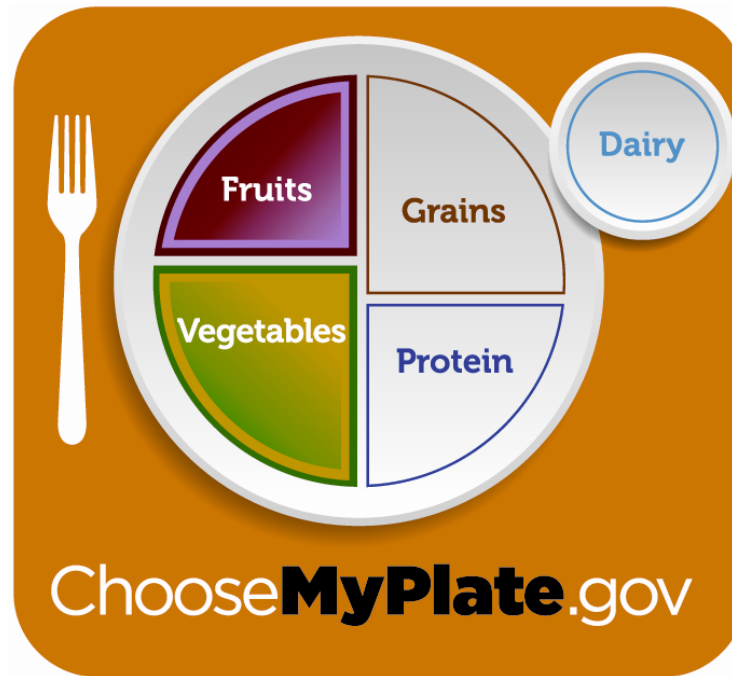 Dairy
Fruits
Grains
Vegetables
Protein
ChooseMyPlate.gov